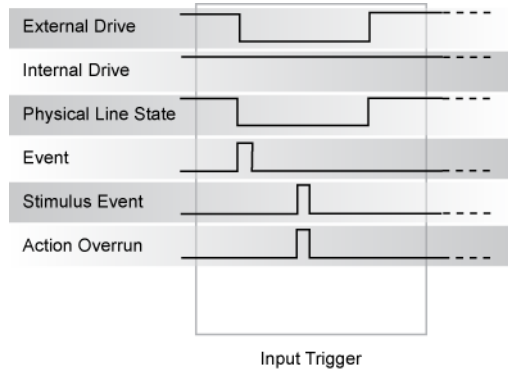 External Drive
Internal Drive
Physical Line State
Event
Stimulus Event
Action Overrun
Input Trigger